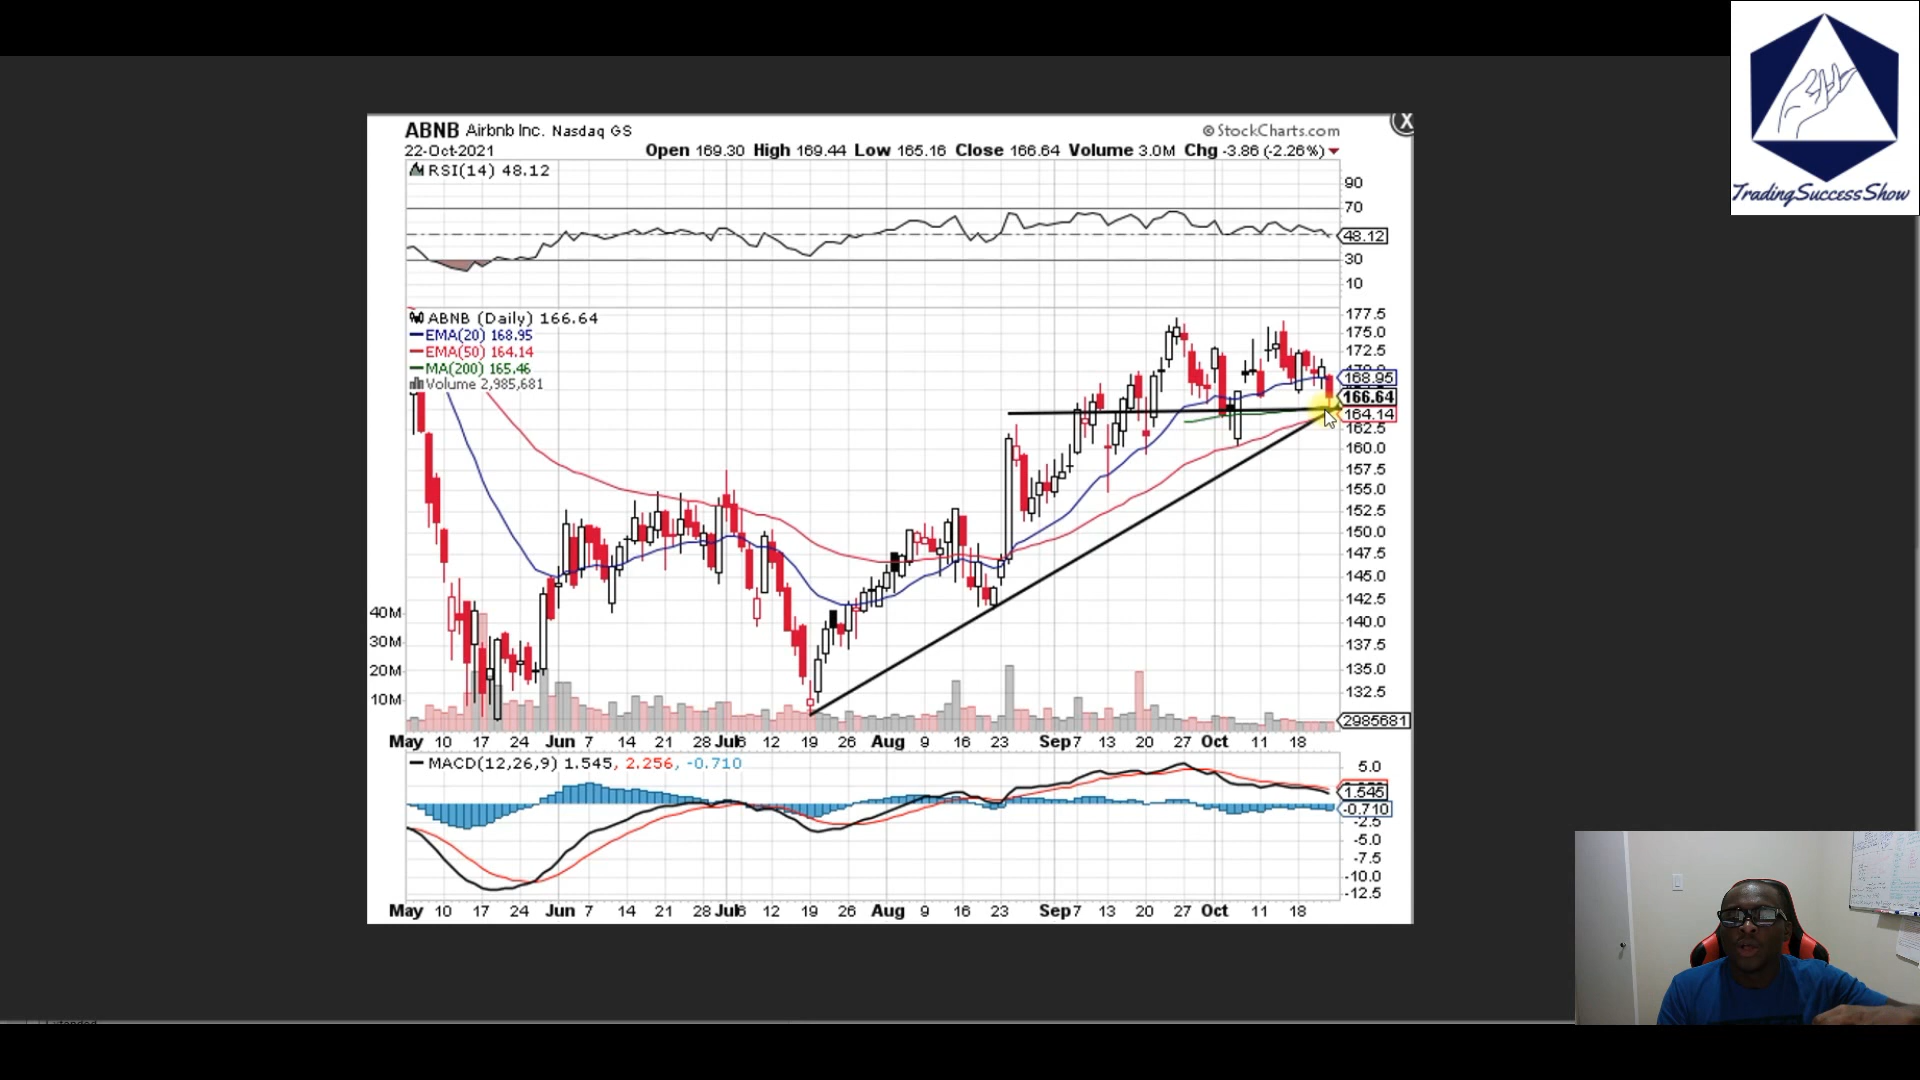 ABNB Airbnb Inc. Nasdaq GS
© StockCharts.com
X
22-Oct-2021
Open 169.30 High 169.44 Low 165.16 Close 166.64 Volume 3.0M Chg -3.86 (-2.26%)
TradingSuccessShow
RSI(14) 48.12
90
70
48.12
30
10
ABNB (Daily) 166.64
EMA(20) 168.95
EMA(50) 164.14
MA(200) 165.46
Volume 2,985,681
177.5
175.0
172.5
168.95
166.64
164.14
162.5
160.0
157.5
155.0
152.5
150.0
147.5
145.0
142.5
140.0
137.5
135.0
132.5
40M
30M
20M
10M
2985681
May 10 17 24 Jun 7 14 21 28 Jul6 12 19 26 Aug 9 16 23 Sep7 13 20 27 Oct 11 18
MACD(12,26,9) 1.545, 2.256, -0.710
5.0
1.545
-0.710
-2.5
-5.0
-7.5
-10.0
-12.5
May 10 17 24 Jun 7 14 21 28 Jul6 12 19 26 Aug 9 16 23 Sep7 13 20 27 Oct 11 18